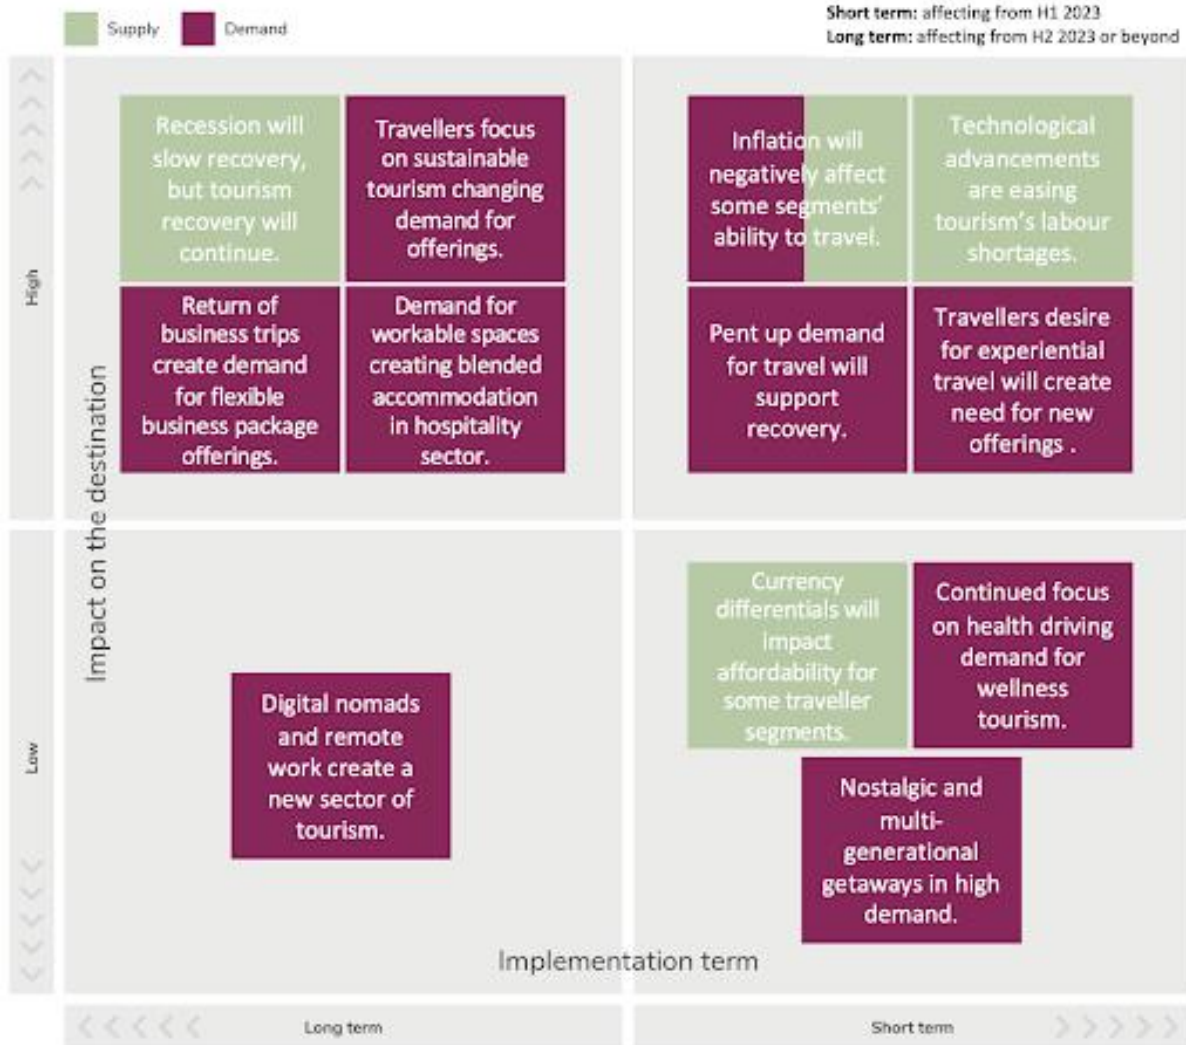 Supply
Demand
Short term: affecting from H1 2023
Long term: affecting from H2 2023 or beyond
High
Low
Impact on the destination
Recession will
slow recovery,
but tourism
recovery will
continue.
Travellers focus
on sustainable
tourism changing
demand for
offerings.
Return of
business trips
create demand
for flexible
business package
offerings.
Demand for
workable spaces
creating blended
accommodation
in hospitality
sector.
Inflation will
negatively affect
some segments'
ability to travel.
Technological
advancements
are easing
tourism's labour
shortages.
Pent up demand
for travel will
support
recovery.
Travellers desire
for experiential
travel will create
need for new
offerings .
Digital nomads
and remote
work create a
new sector of
tourism.
Currency
differentials will
impact
affordability for
some traveller
segments.
Continued focus
on health driving
demand for
wellness
tourism.
Nostalgic and
multi-
generational
getaways in high
demand.
Implementation term
Long term
Short term